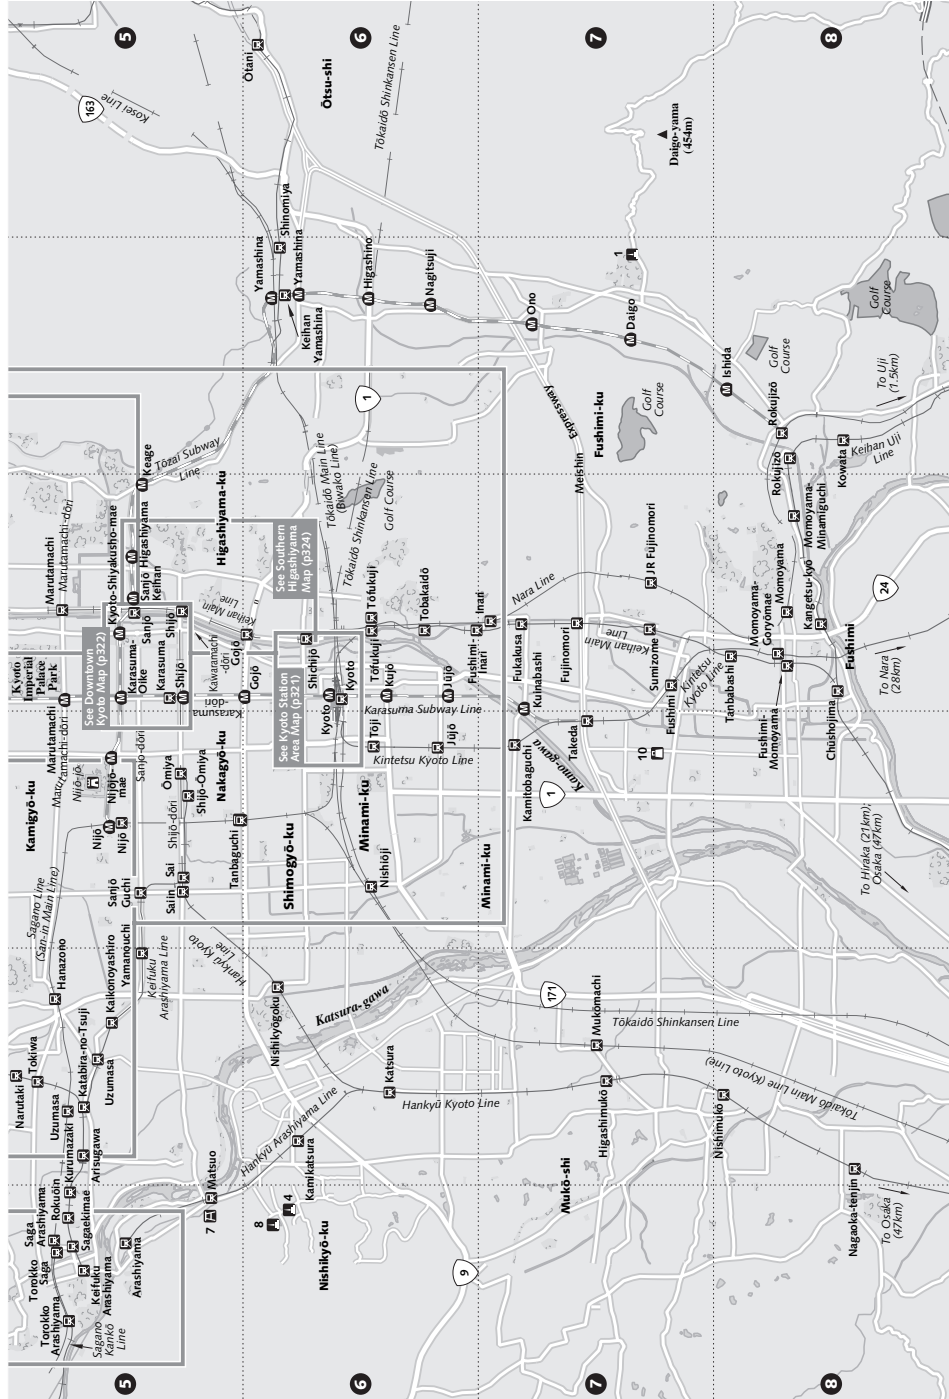 5
6
7
8
163
Kosei Line
Ōtani
Ōtsu-shi
Tōkaidō Shinkansen Line
Daigo-yama
(454m)
Shinomiya
Yamashina
Yamashina
Keihan
Yamashina
Higashino
Nagitsuji
Ono
Daigo
1
Ishida
Golf
Course
Golf
Course
Rokujizō
To Uji
(1.5km)
1
Expressway
Meishin
Fushimi-ku
Golf
Course
Keage
Tōzai Subway
Line
Higashiyama-ku
Tōkaidō Main Line
(Biwako Line)
Tōkaidō Shinkansen Line
Golf Course
Rokujizō
Kowata
Keihan Uji
Line
Momoyama-
Minamiguchi
Marutamachi
Marutamachi-dōri
Kyoto-Shiyakusho-mae
Higashiyama
Sanjō
Keihan
Sanjō
Shijō
Keihan Main
Line
See Southern
Higashiyama
Map (p324)
Tōfukuji
Tōfukuji
Tobakaidō
Inari
Fushimi-
Inari
Nara Line
JR Fujinomori
Fukakusa
Fujinomori
Keihan Main
Line
Sumizome
Momoyama
Momoyama-
Goryōmae
Kangetsu-kyō
24
Kyoto
Imperial
Palace
Park
See Downtown
Kyoto Map (p322)
Karasuma-
Oike
Karasuma
Shijō
Kawaramachi
-dōri
Gojō
Gojō
Karasuma
-dōri
Shichijō
See Kyoto Station
Area Map (p321)
Kyoto
Kyoto
Kujō
Jūjō
Karasuma Subway Line
Tōji
Jūjō
Kintetsu Kyoto Line
Kuinabashi
Takeda
Kamitobaguchi
Kamo-gawa
Fushimi
Kintetsu
Kyoto Line
Tanbabashi
10
Fushimi-
Momoyama
Chūshojima
Fushimi
To Nara
(28km)
Marutamachi
Marutamachi-dōri
Nijō-jō
Nijōjō-
mae
Sanjō-dōri
Ōmiya
Shijō-Ōmiya
Nakagyō-ku
Kamigyō-ku
Nijō
Nijō
Shijō-dōri
Tanbaguchi
Shimogyō-ku
Minami-ku
Nishiōji
Minami-ku
1
To Hiraka (21km);
Osaka (47km)
Sagano Line
(San-in Main Line)
Sanjō
Guchi
Sai
Saiin
Hanazono
Yamanouchi
Keifuku
Arashiyama Line
Hankyū Kyoto
Line
Kaikonoyashiro
Nishikyōgoku
Katsura-gawa
171
Mukōmachi
Tōkaidō Shinkansen Line
Narutaki
Tokiwa
Uzumasa
Katabira-no-Tsuji
Uzumasa
Kurumazaki
Arisugawa
Katsura
Hankyū Kyoto Line
Hankyū Arashiyama Line
Higashimukō
Nishimukō
Tōkaidō Main Line (Kyoto Line)
Kamikatsura
Matsuo
7
8
4
Nishikyō-ku
Mukō-shi
Nagaoka-tenjin
To Osaka
(47km)
9
Saga
Arashiyama
Rokuōin
Sagaekimae
Torokko
Saga
Keifuku
Arashiyama
Arashiyama
Torokko
Arashiyama
Sagano
Kankō
Line
5
6
7
8